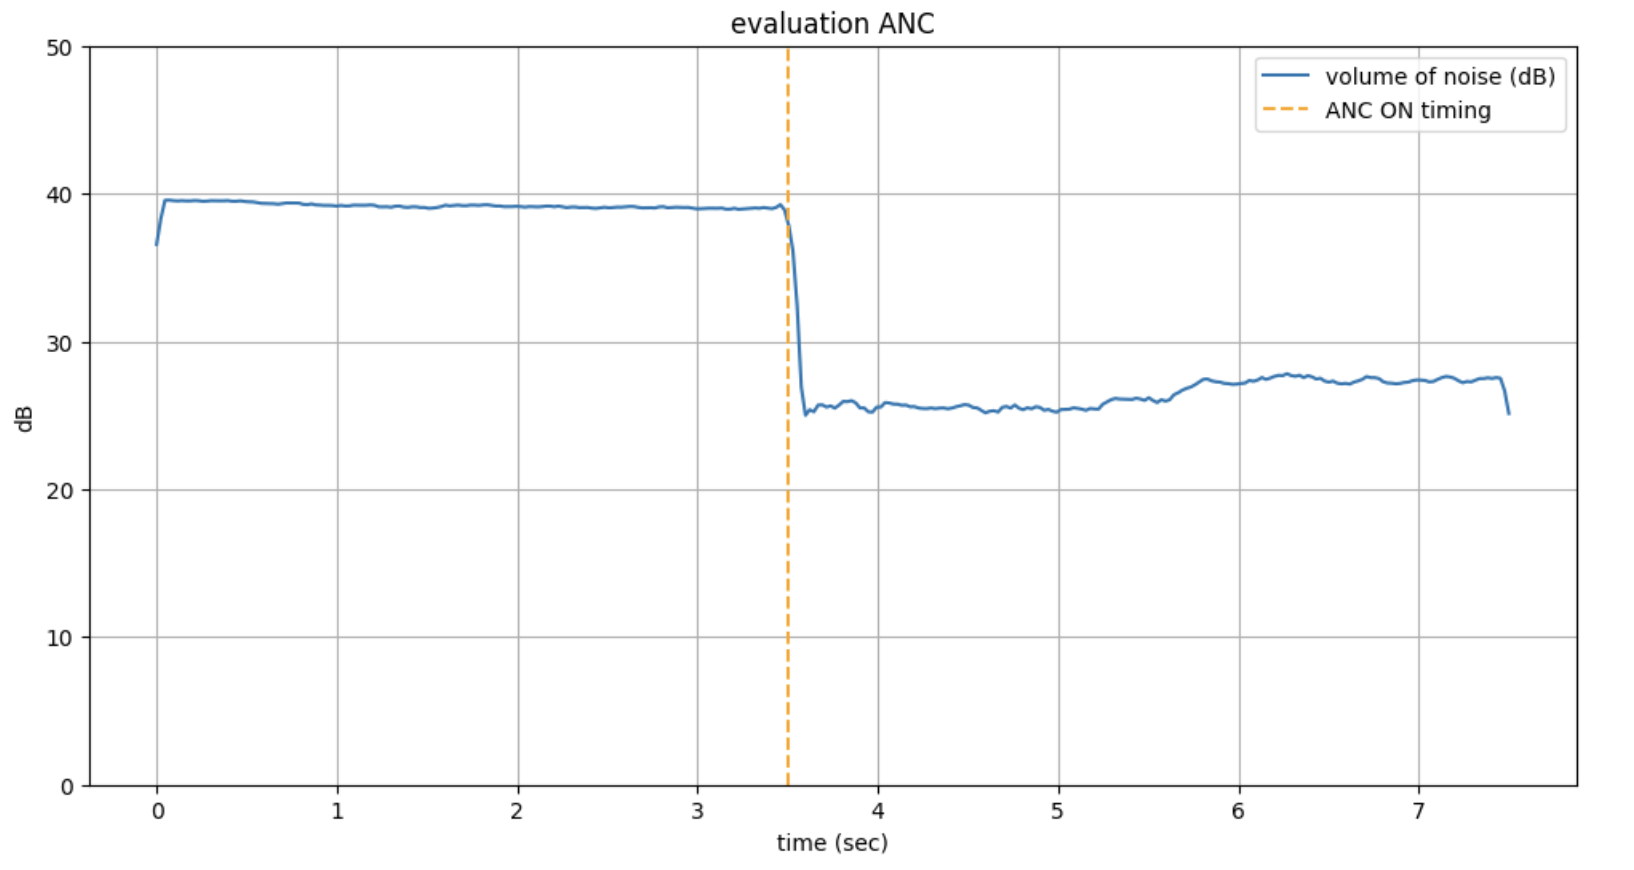 evaluation ANC
volume of noise (dB)
ANC ON timing
50
40
30
20
10
0
dB
0 1 2 3 4 5 6 7
time (sec)